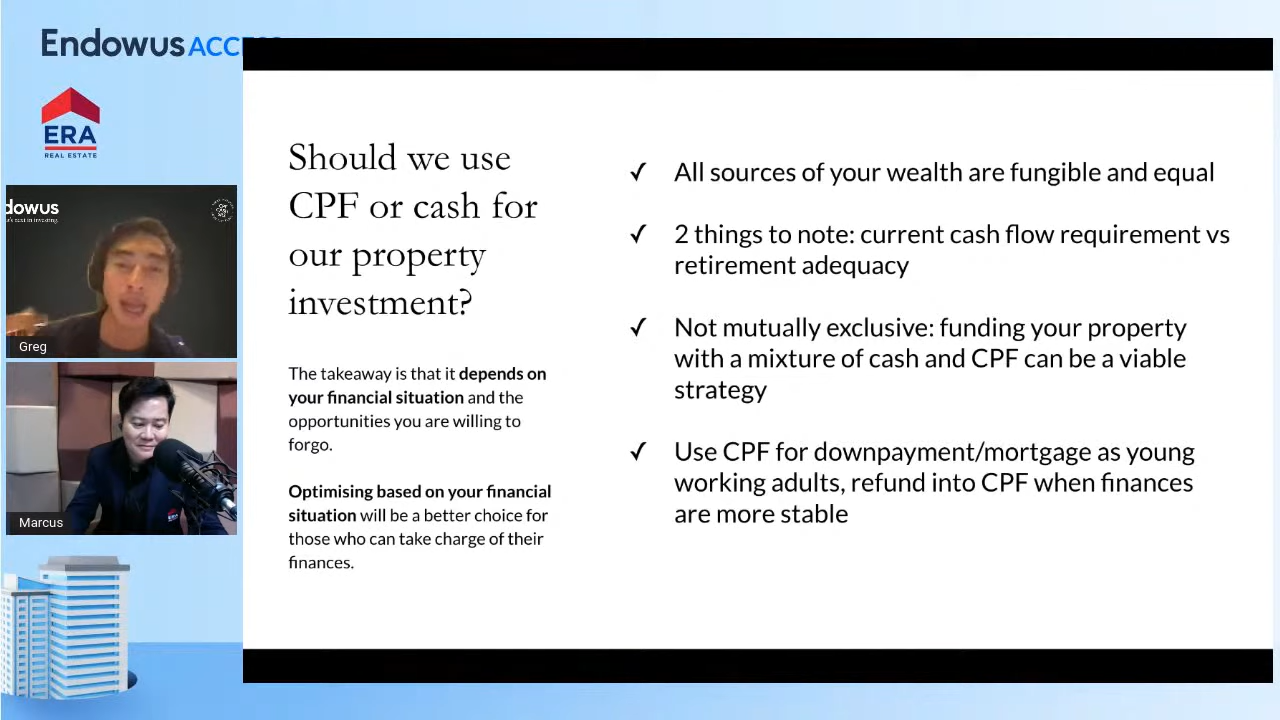 Endowus ACCE
ERA
REAL ESTATE
dowus
Greg
Marcus
ERA
Should we use
CPF or cash for
our property
investment?
The takeaway is that it depends on
your financial situation and the
opportunities you are willing to
forgo.
Optimising based on your financial
situation will be a better choice for
those who can take charge of their
finances.
✓ All sources of your wealth are fungible and equal
✓ 2 things to note: current cash flow requirement vs
retirement adequacy
✓ Not mutually exclusive: funding your property
with a mixture of cash and CPF can be a viable
strategy
✓ Use CPF for downpayment/mortgage as young
working adults, refund into CPF when finances
are more stable